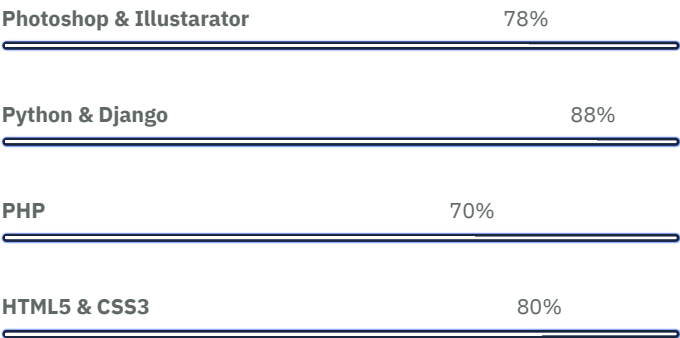 Photoshop & Illustarator 78%
Python & Django 88%
PHP 70%
HTML5 & CSS3 80%